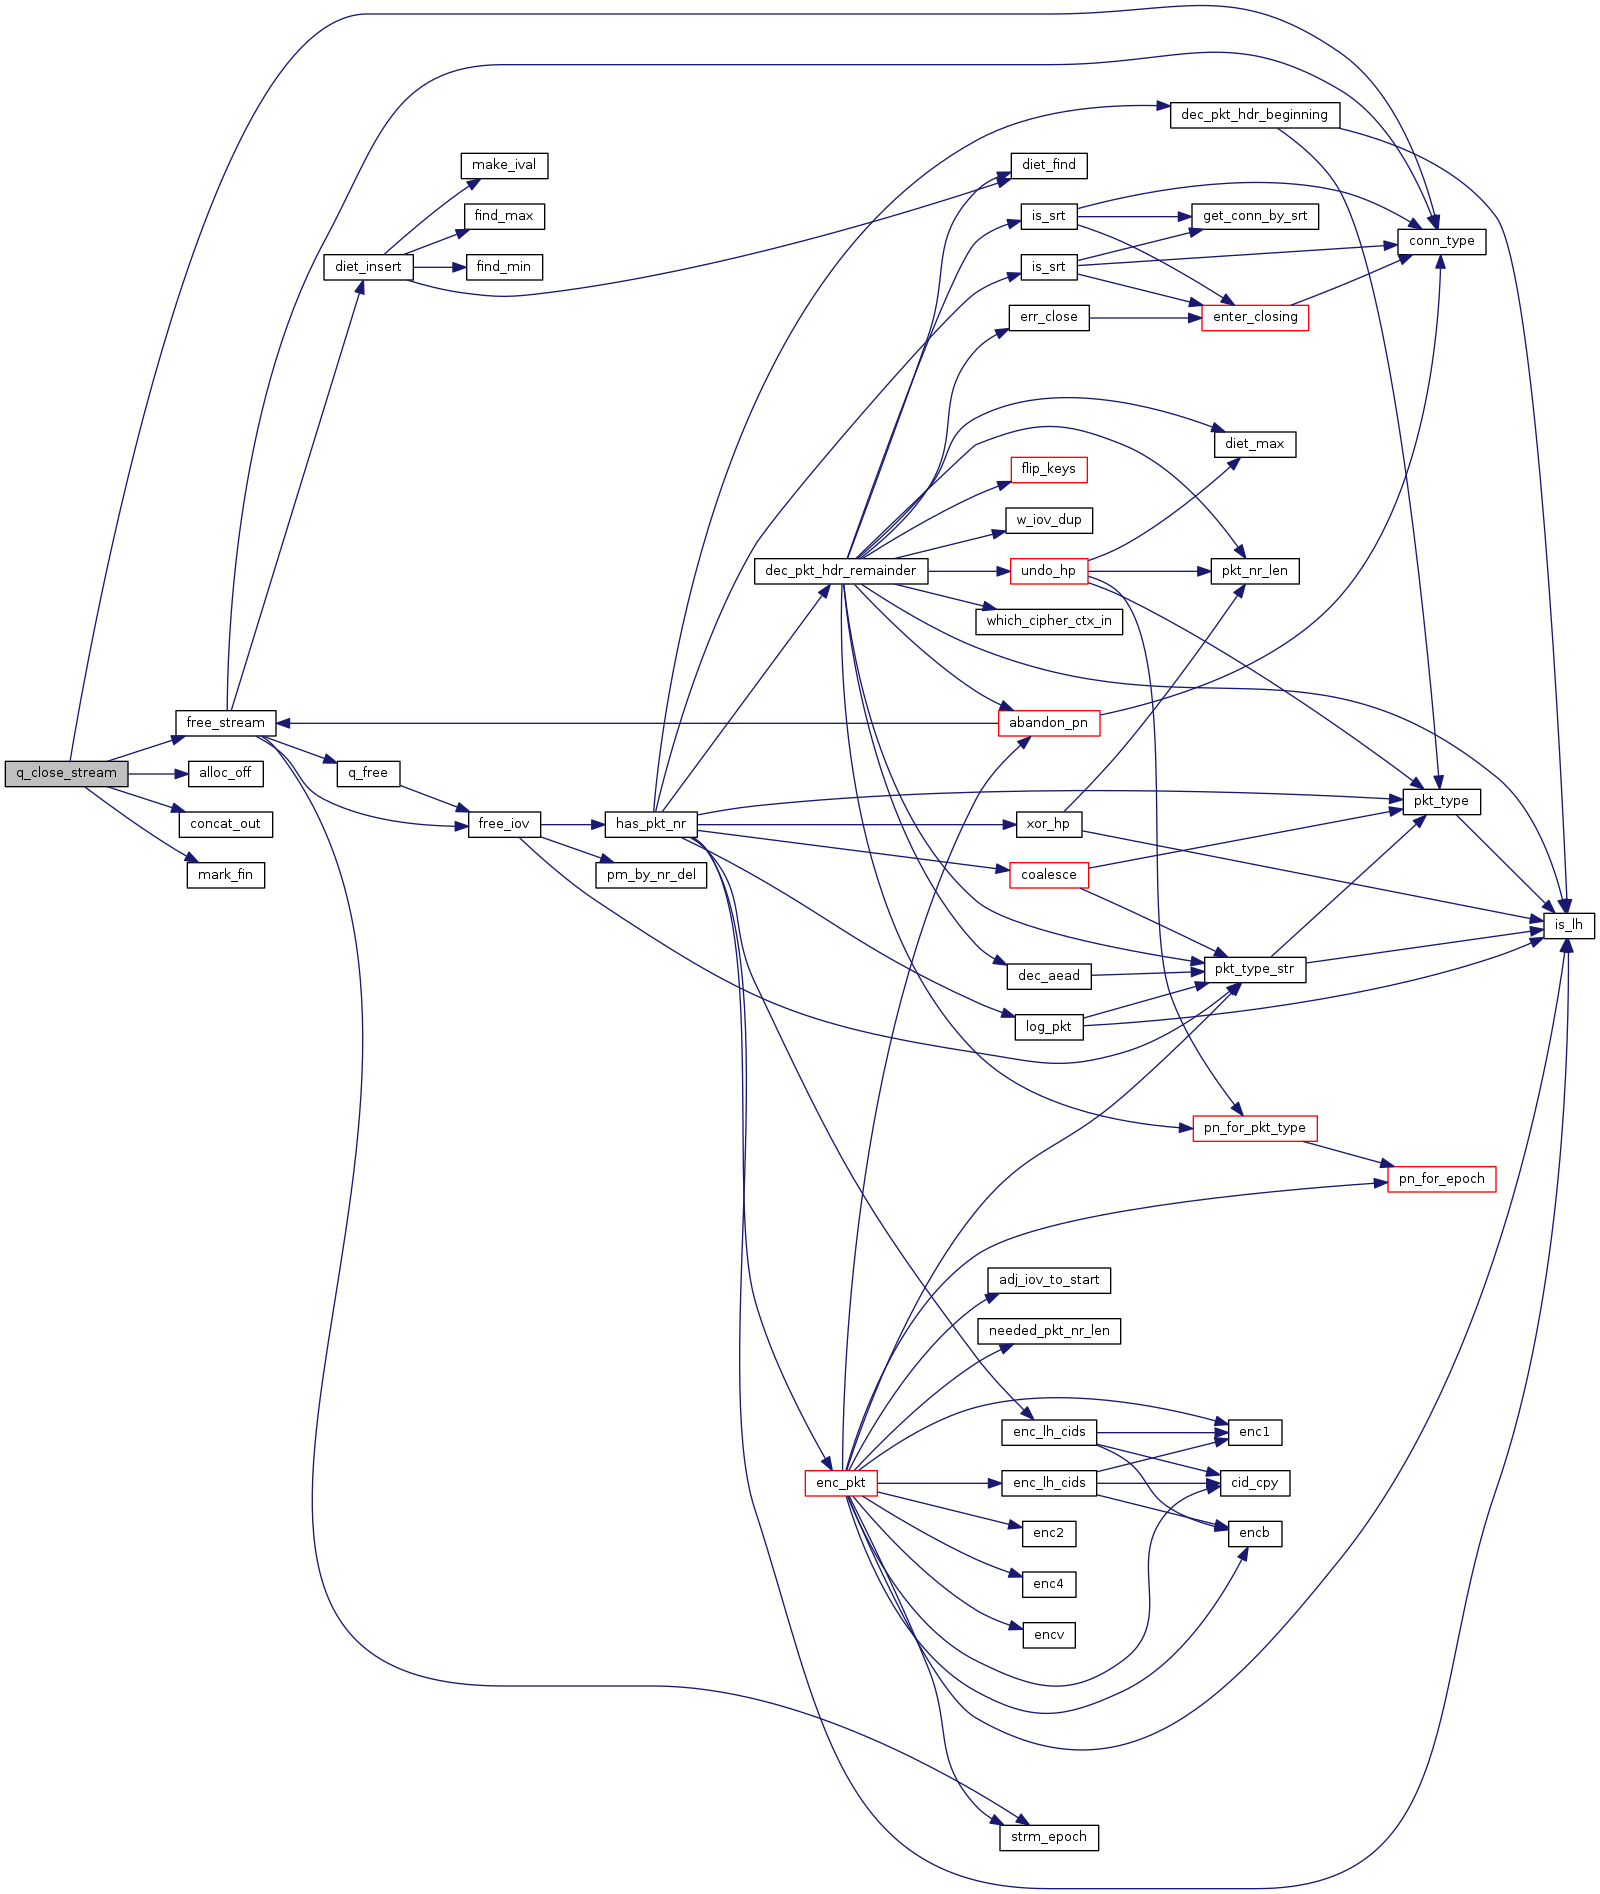 dec_pkt_hdr_beginning
make_ival
diet_find
find_max
is_srt
get_conn_by_srt
conn_type
diet_insert
find_min
is_srt
err_close
enter_closing
diet_max
flip_keys
w_iov_dup
dec_pkt_hdr_remainder
undo_hp
pkt_nr_len
which_cipher_ctx_in
free_stream
abandon_pn
q_close_stream
alloc_off
q_free
pkt_type
concat_out
free_iov
has_pkt_nr
xor_hp
mark_fin
pm_by_nr_del
coalesce
is_lh
dec_aead
pkt_type_str
log_pkt
pn_for_pkt_type
pn_for_epoch
adj_iov_to_start
needed_pkt_nr_len
enc_lh_cids
enc1
enc_pkt
enc_lh_cids
cid_cpy
enc2
encb
enc4
encv
strm_epoch